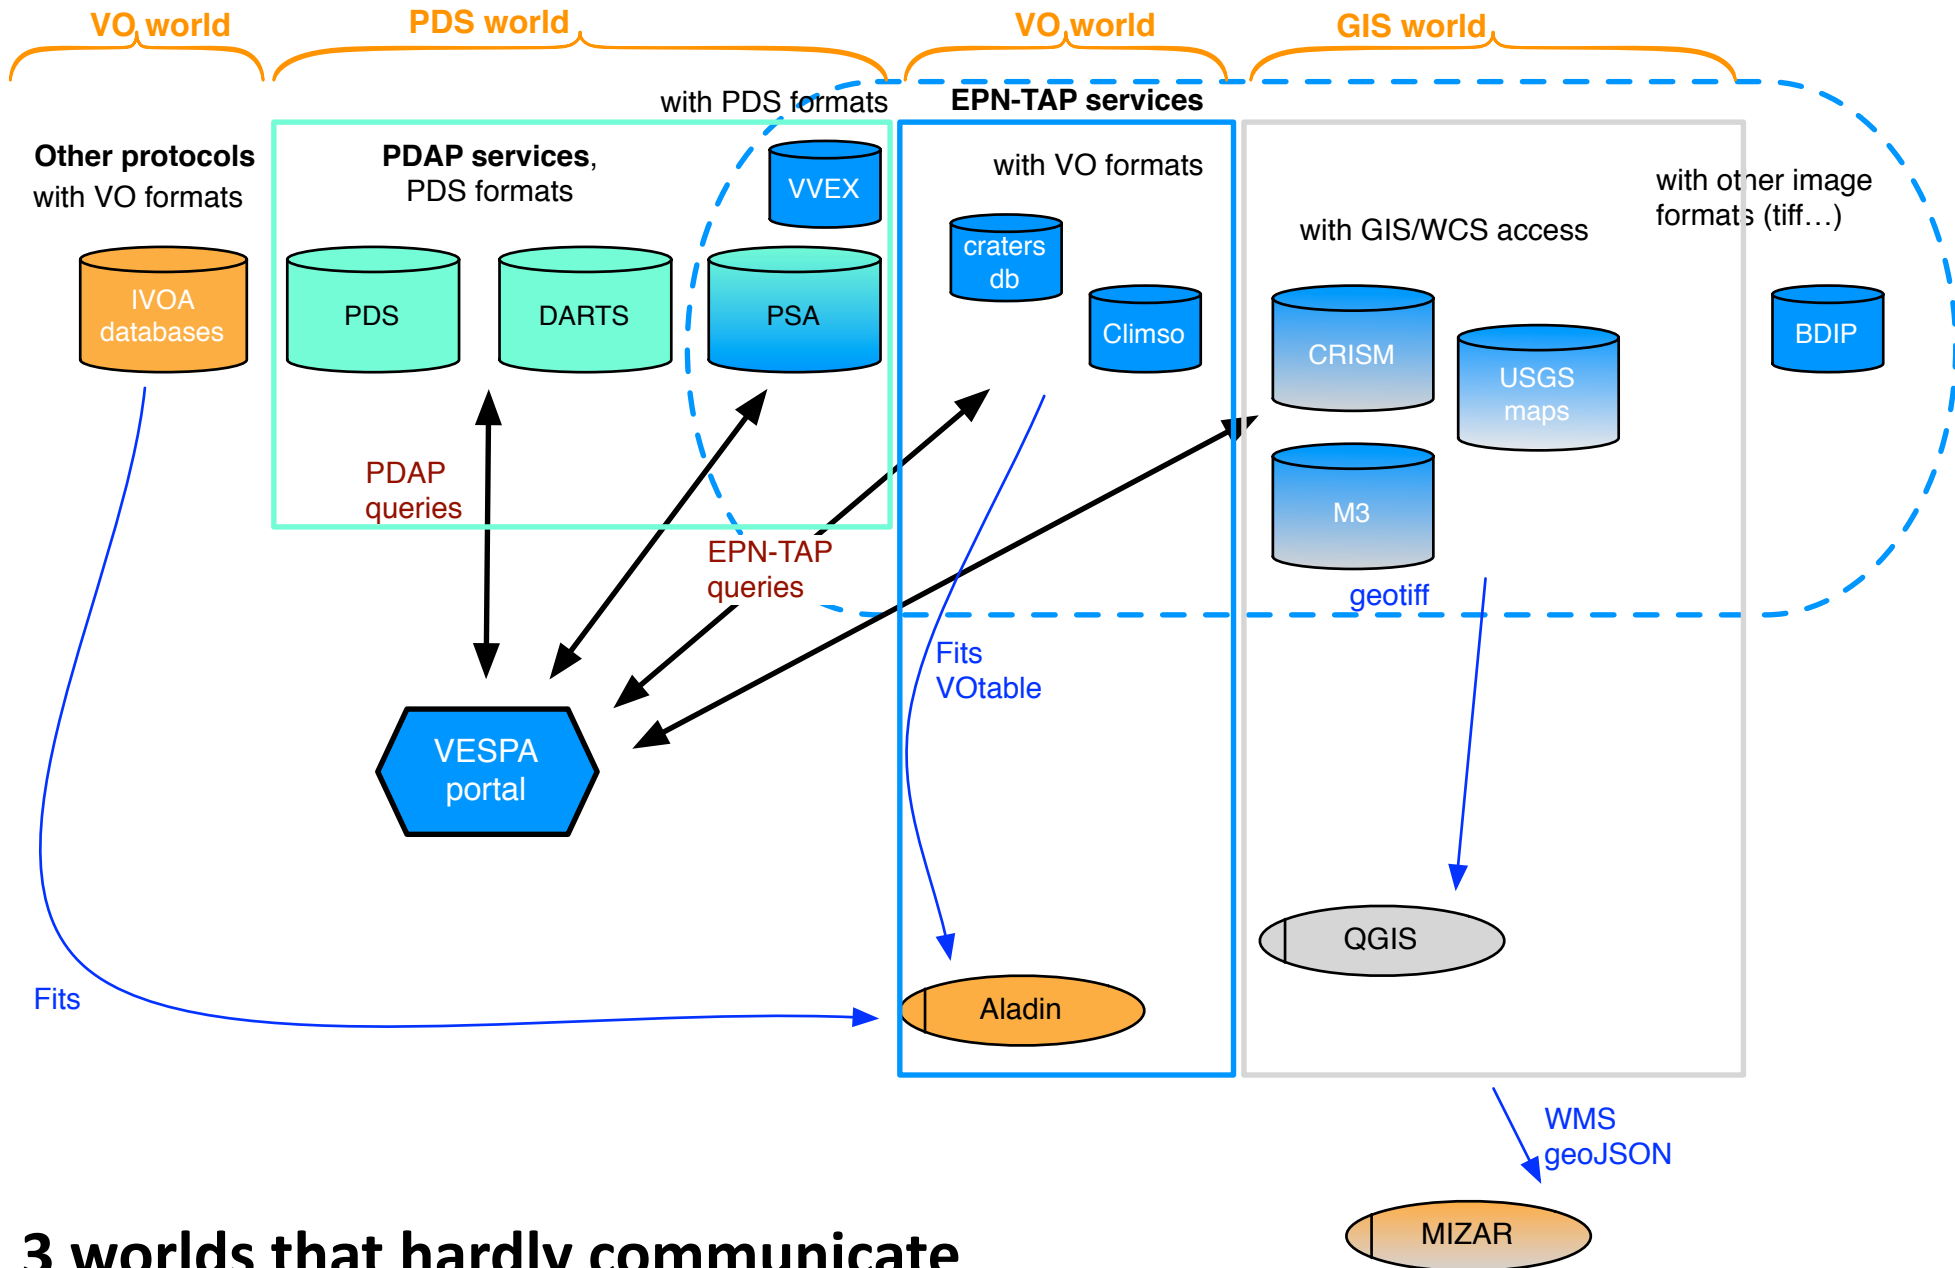 VO world
PDS world
VO world
GIS world
with PDS formats
EPN-TAP services
Other protocols
with VO formats
PDAP services,
PDS formats
VVEX
with VO formats
with other image
formats (tiff…)
with GIS/WCS access
IVOA
databases
PDS
DARTS
PSA
craters
db
Climso
CRISM
USGS
maps
BDIP
M3
PDAP
queries
EPN-TAP
queries
geotiff
Fits
VOtable
VESPA
portal
QGIS
Fits
Aladin
WMS
geoJSON
MIZAR
3 worlds that hardly communicate